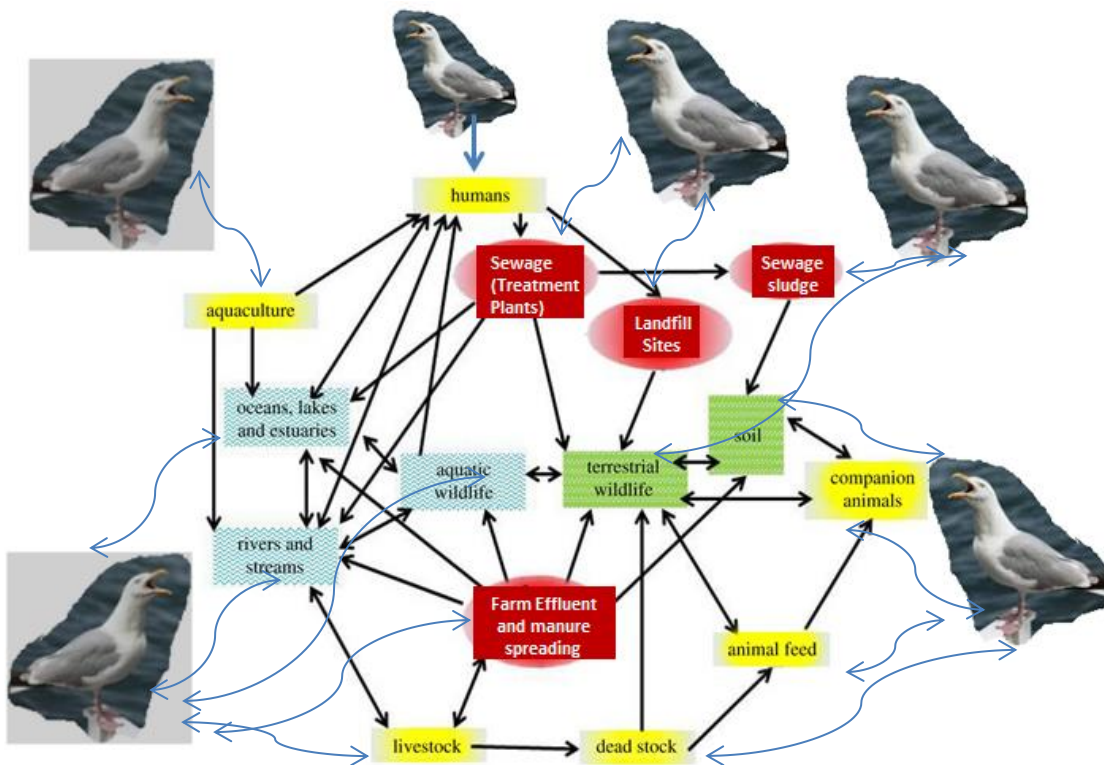 humans
Sewage
(Treatment
Plants)
Sewage
sludge
aquaculture
Landfill
Sites
oceans, lakes
and estuaries
soil
aquatic
wildlife
terrestrial
wildlife
companion
animals
rivers and
streams
Farm Effluent
and manure
spreading
animal feed
livestock
dead stock